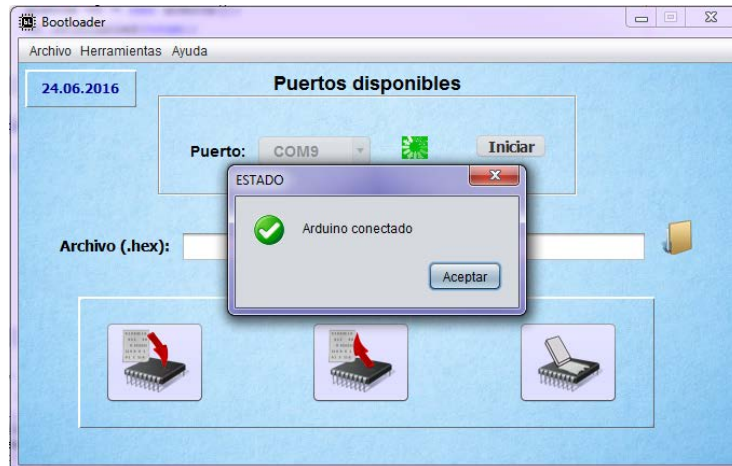 Bootloader
Archivo Herramientas Ayuda
24.06.2016
Puertos disponibles
Puerto:
COM9
Iniciar
ESTADO
Arduino conectado
Aceptar
Archivo (.hex):